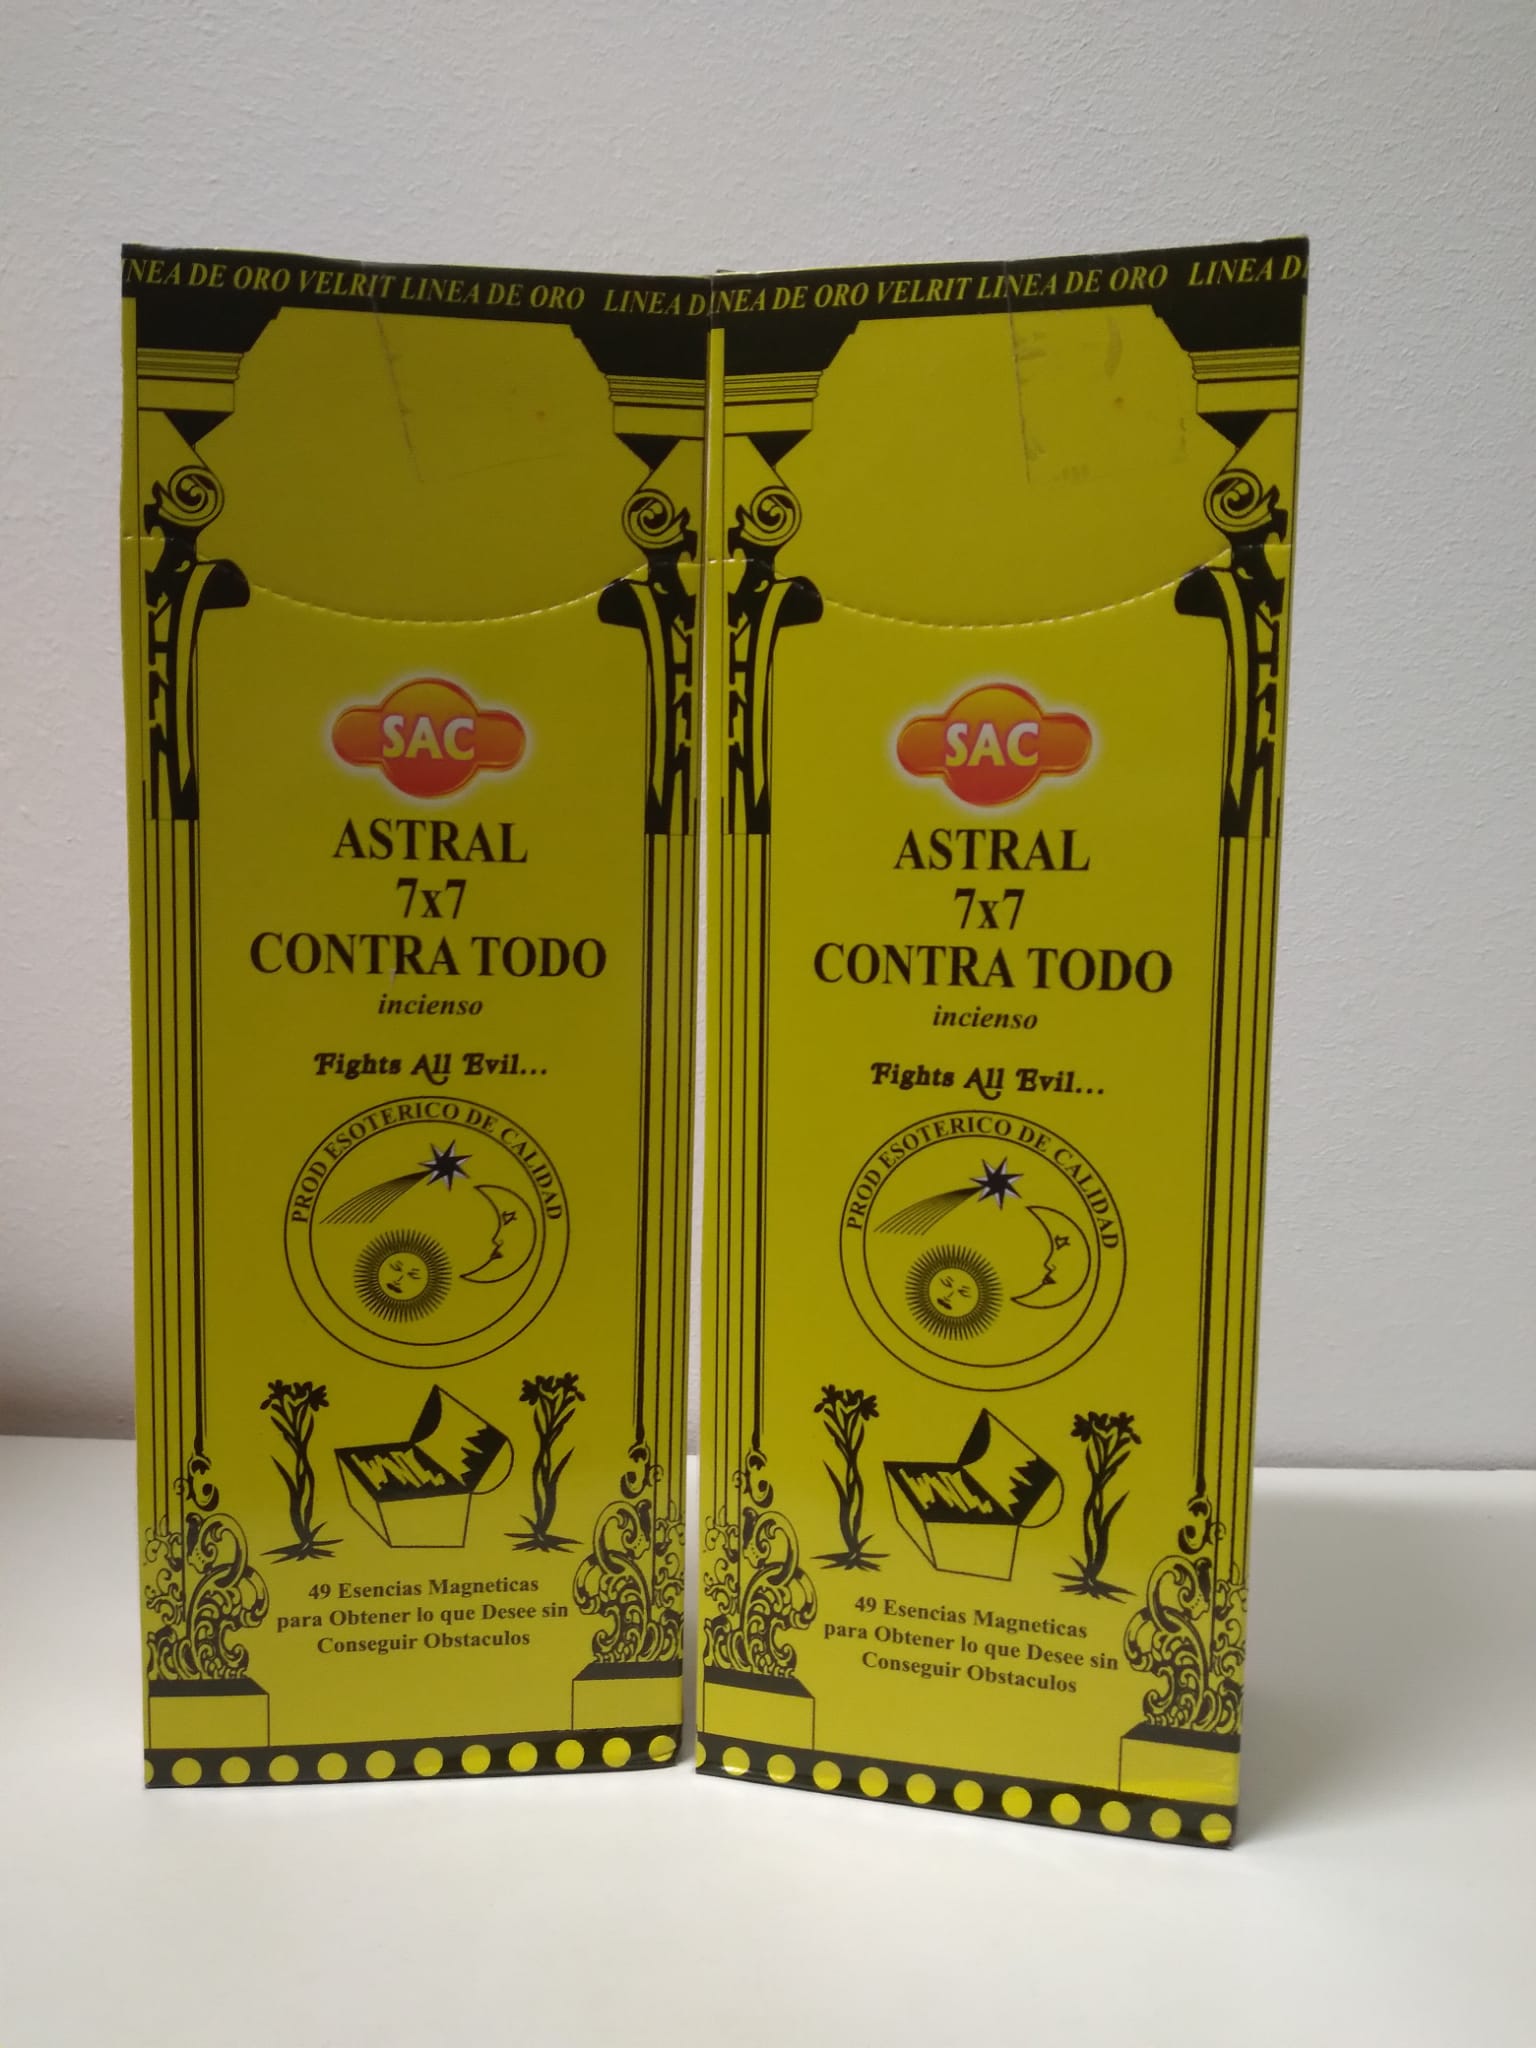 NEA DE ORO VELRIT LINEA DE ORO LINEA D
SAC
ASTRAL
7x7
CONTRA TODO
incienso
Fights All Evil...
PROD ESOTERICO DE CALIDAD
49 Esencias Magneticas
para Obtener lo que Desee sin
Conseguir Obstaculos
INEA DE ORO VELRIT LINEA DE ORO LINEA D
SAC
ASTRAL
7x7
CONTRA TODO
incienso
Fights All Evil...
PROD ESOTERICO DE CALIDAD
49 Esencias Magneticas
para Obtener lo que Desee sin
Conseguir Obstaculos